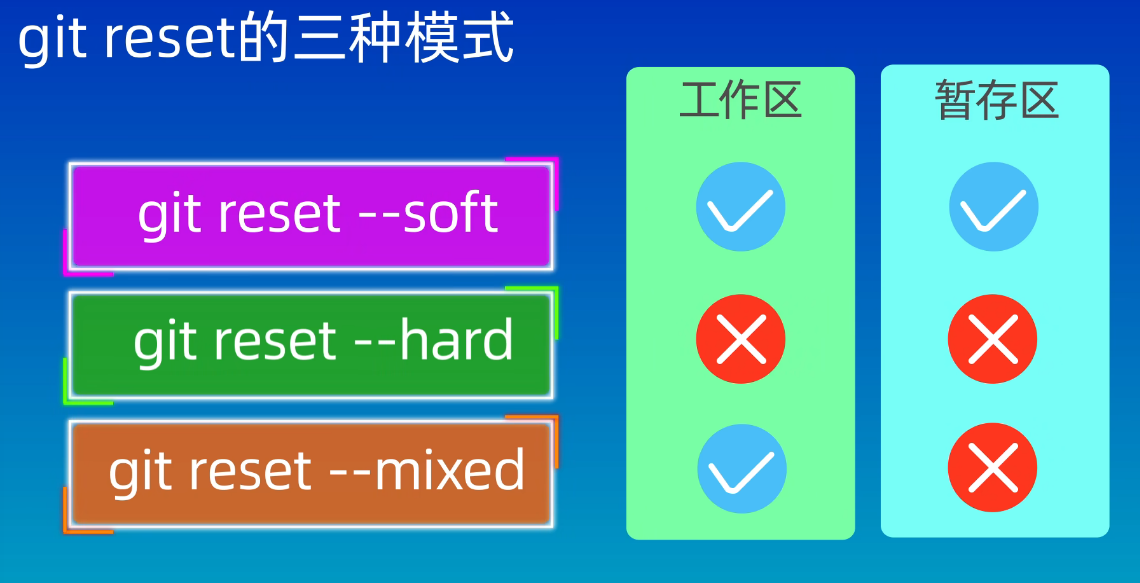 git reset的三种模式
工作区
暂存区
git reset --soft
git reset --hard
git reset --mixed